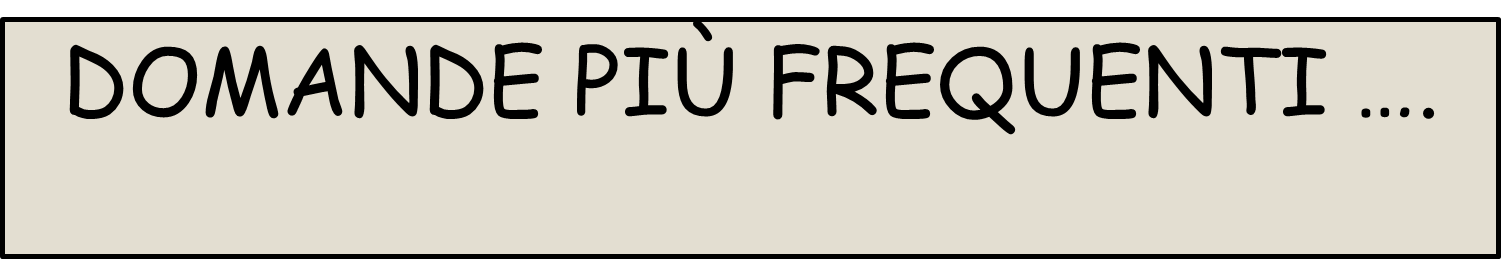 DOMANDE PIÙ FREQUENTI ....